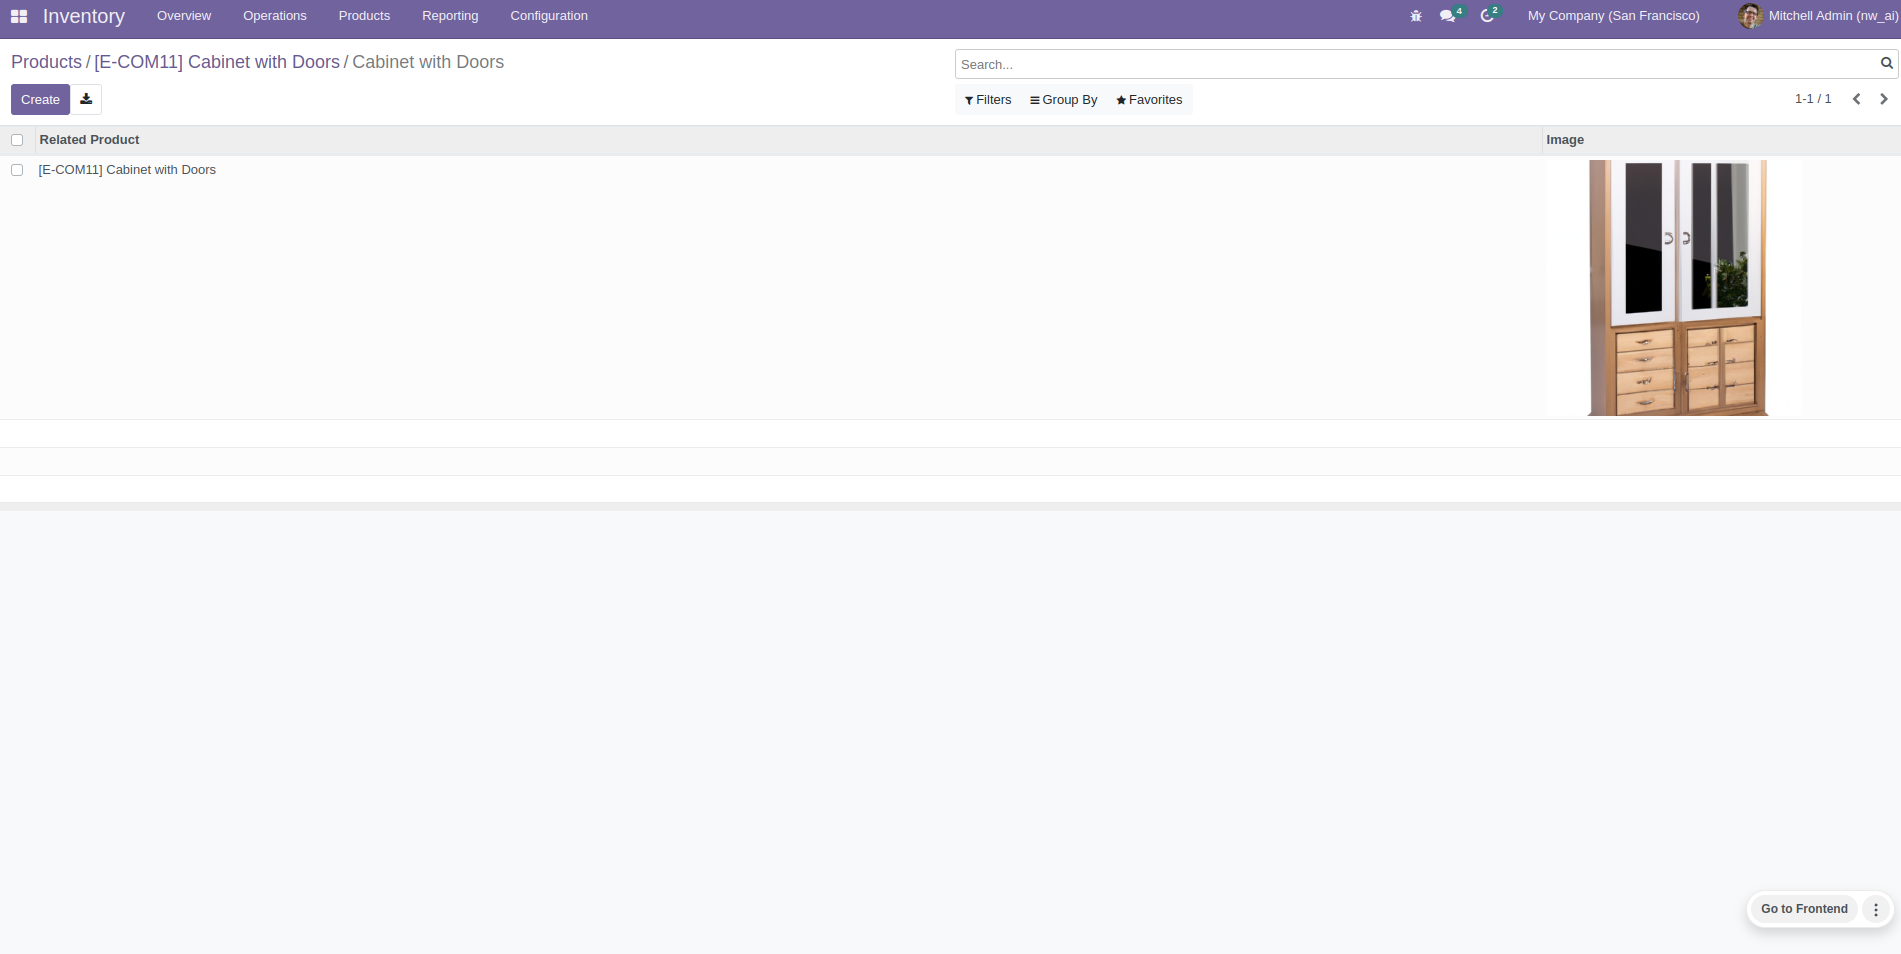 Inventory Overview Operations Products Reporting Configuration 4 2 My Company (San Francisco) Mitchell Admin (nw_ai)
Products / [E-COM11] Cabinet with Doors / Cabinet with Doors
Search...
Create
Filters Group By Favorites 1-1 / 1
Related Product Image
[E-COM11] Cabinet with Doors
Go to Frontend